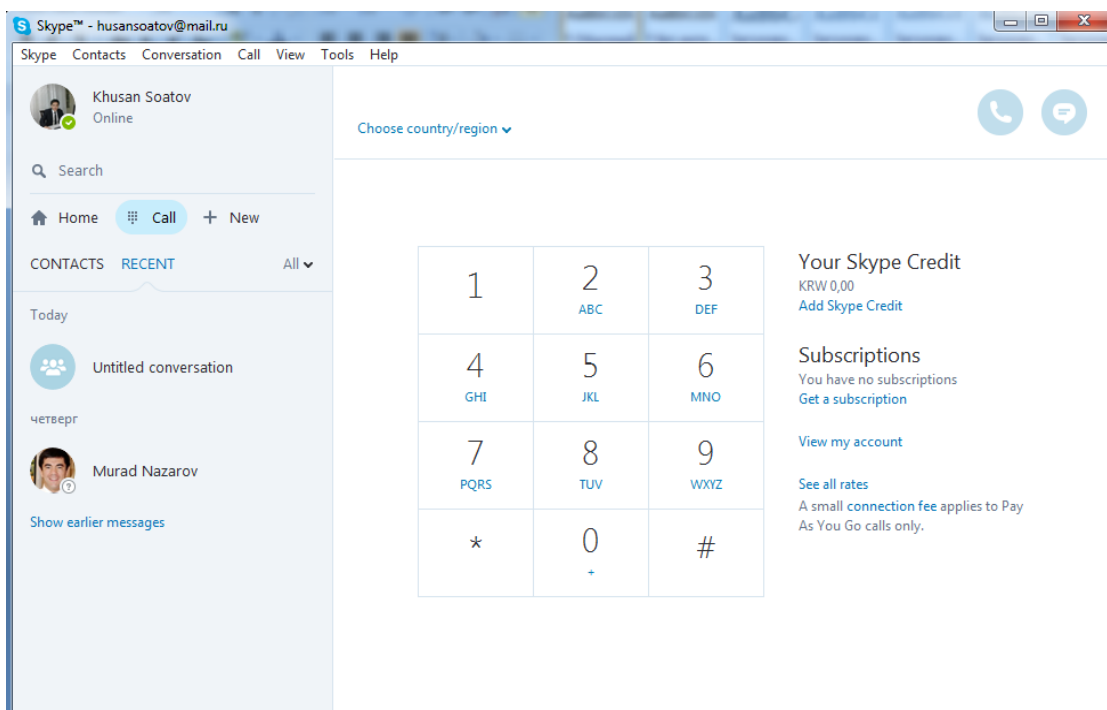 Skype™ - husansoatov@mail.ru
Skype Contacts Conversation Call View Tools Help
Khusan Soatov
Online
Search
Home Call + New
CONTACTS RECENT All
Today
Untitled conversation
четверг
Murad Nazarov
?
Show earlier messages
Choose country/region
1
2
ABC
3
DEF
4
GHI
5
JKL
6
MNO
7
PQRS
8
TUV
9
WXYZ
*
0
+
#
Your Skype Credit
KRW 0,00
Add Skype Credit
Subscriptions
You have no subscriptions
Get a subscription
View my account
See all rates
A small connection fee applies to Pay
As You Go calls only.